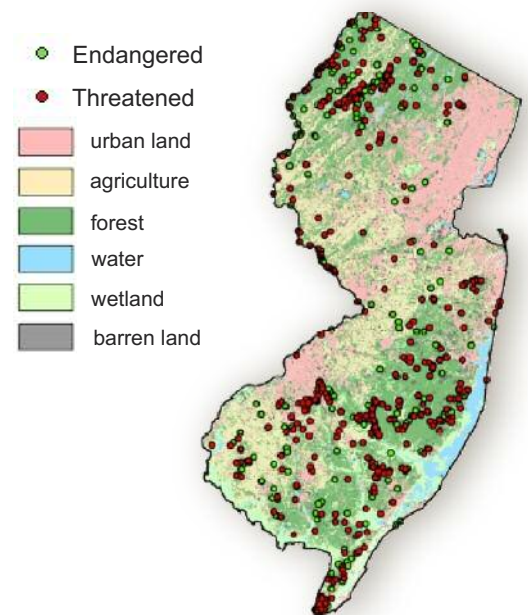 Endangered
Threatened
urban land
agriculture
forest
water
wetland
barren land